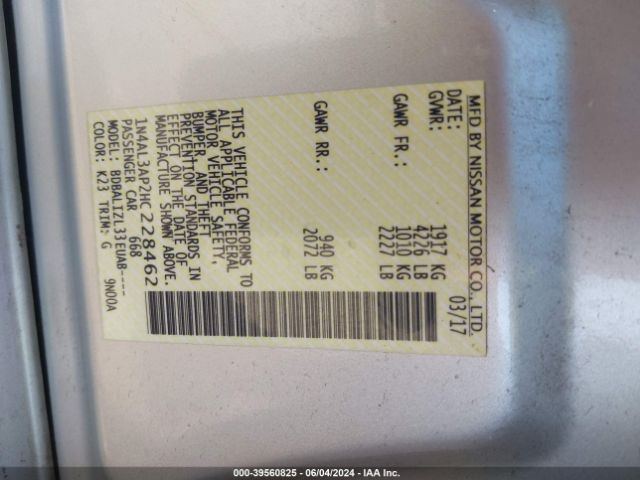 MFD BY NISSAN MOTOR CO., LTD.
DATE: 03/17
GVWR: 1917 KG
4226 LB
GAWR FR.: 1010 KG
2227 LB
GAWR RR.: 940 KG
2072 LB
THIS VEHICLE CONFORMS TO
ALL APPLICABLE FEDERAL
MOTOR VEHICLE SAFETY,
BUMPER, AND THEFT
PREVENTION STANDARDS IN
EFFECT ON THE DATE OF
MANUFACTURE SHOWN ABOVE.
1N4AL3AP2HC228462
PASSENGER CAR 668
MODEL: BDBALIZL33EUA8---- 9N00A
COLOR: K23 TRIM: G
000-39560825 - 06/04/2024 - IAA Inc.